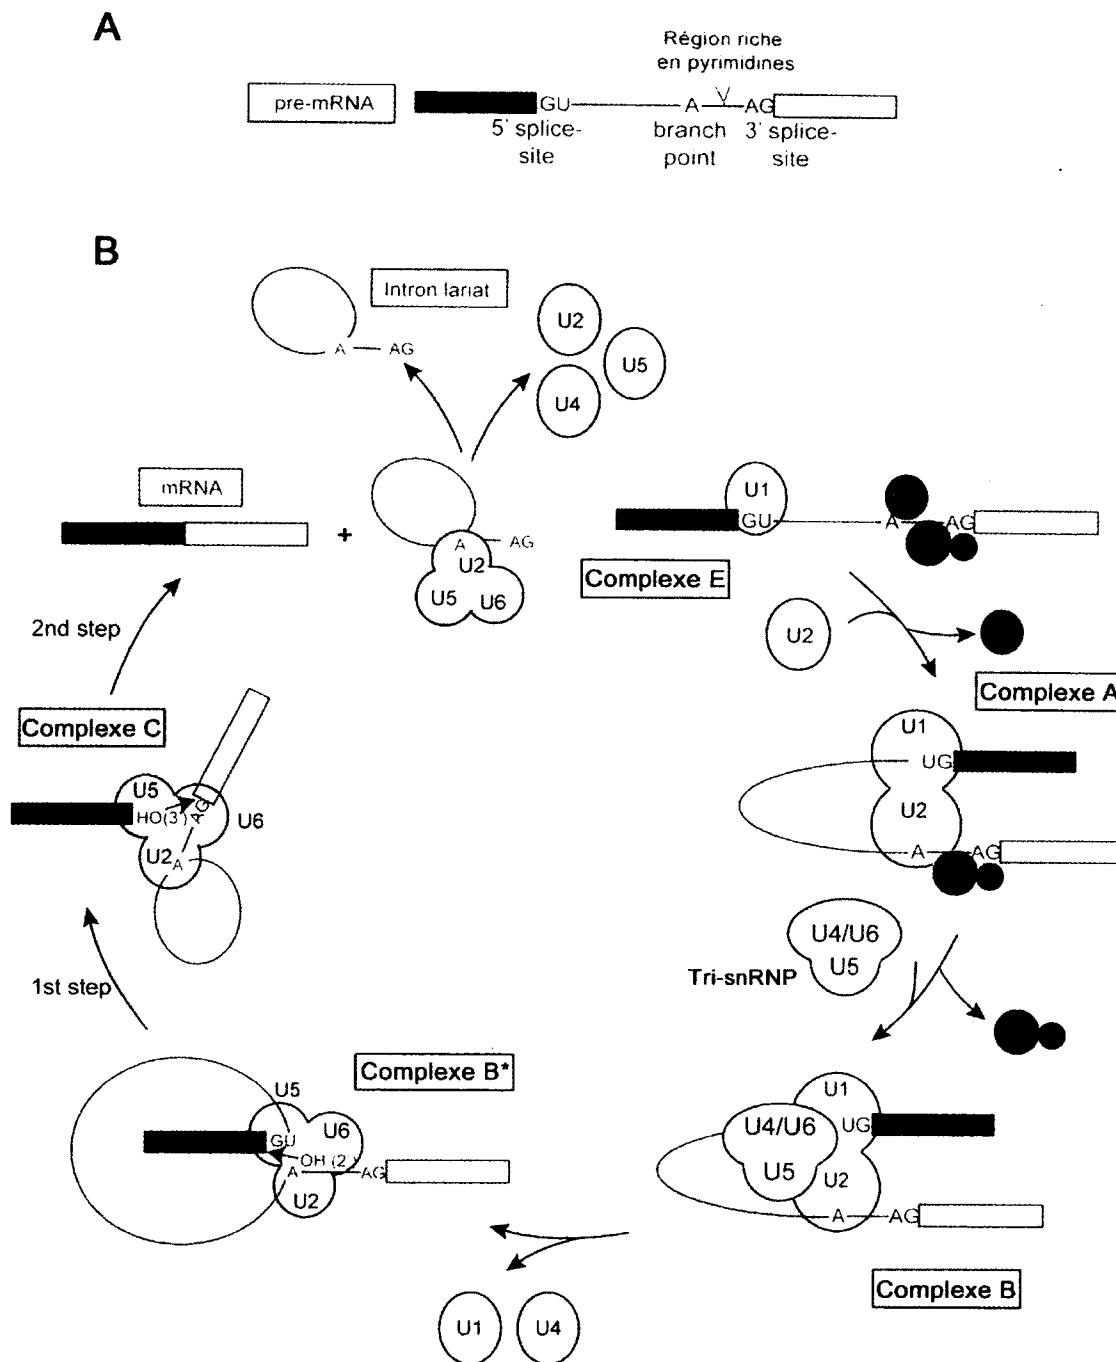 A
Région riche
en pyrimidines
pre-mRNA
GU
A
AG
5' splice-
site
branch
point
3' splice-
site
B
Intron lariat
A
AG
U2
U5
U4
mRNA
+
A
AG
U2
U5
U6
U1
GU
A
AG
Complexe E
U2
2nd step
Complexe A
Complexe C
U1
UG
U2
A
AG
U5
HO(3')
AG
U6
U2
A
U4/U6
U5
Tri-snRNP
1st step
Complexe B*
U5
GU
U6
OH (2')
A
AG
U2
U1
U4/U6
UG
U5
U2
A
AG
Complexe B
U1
U4